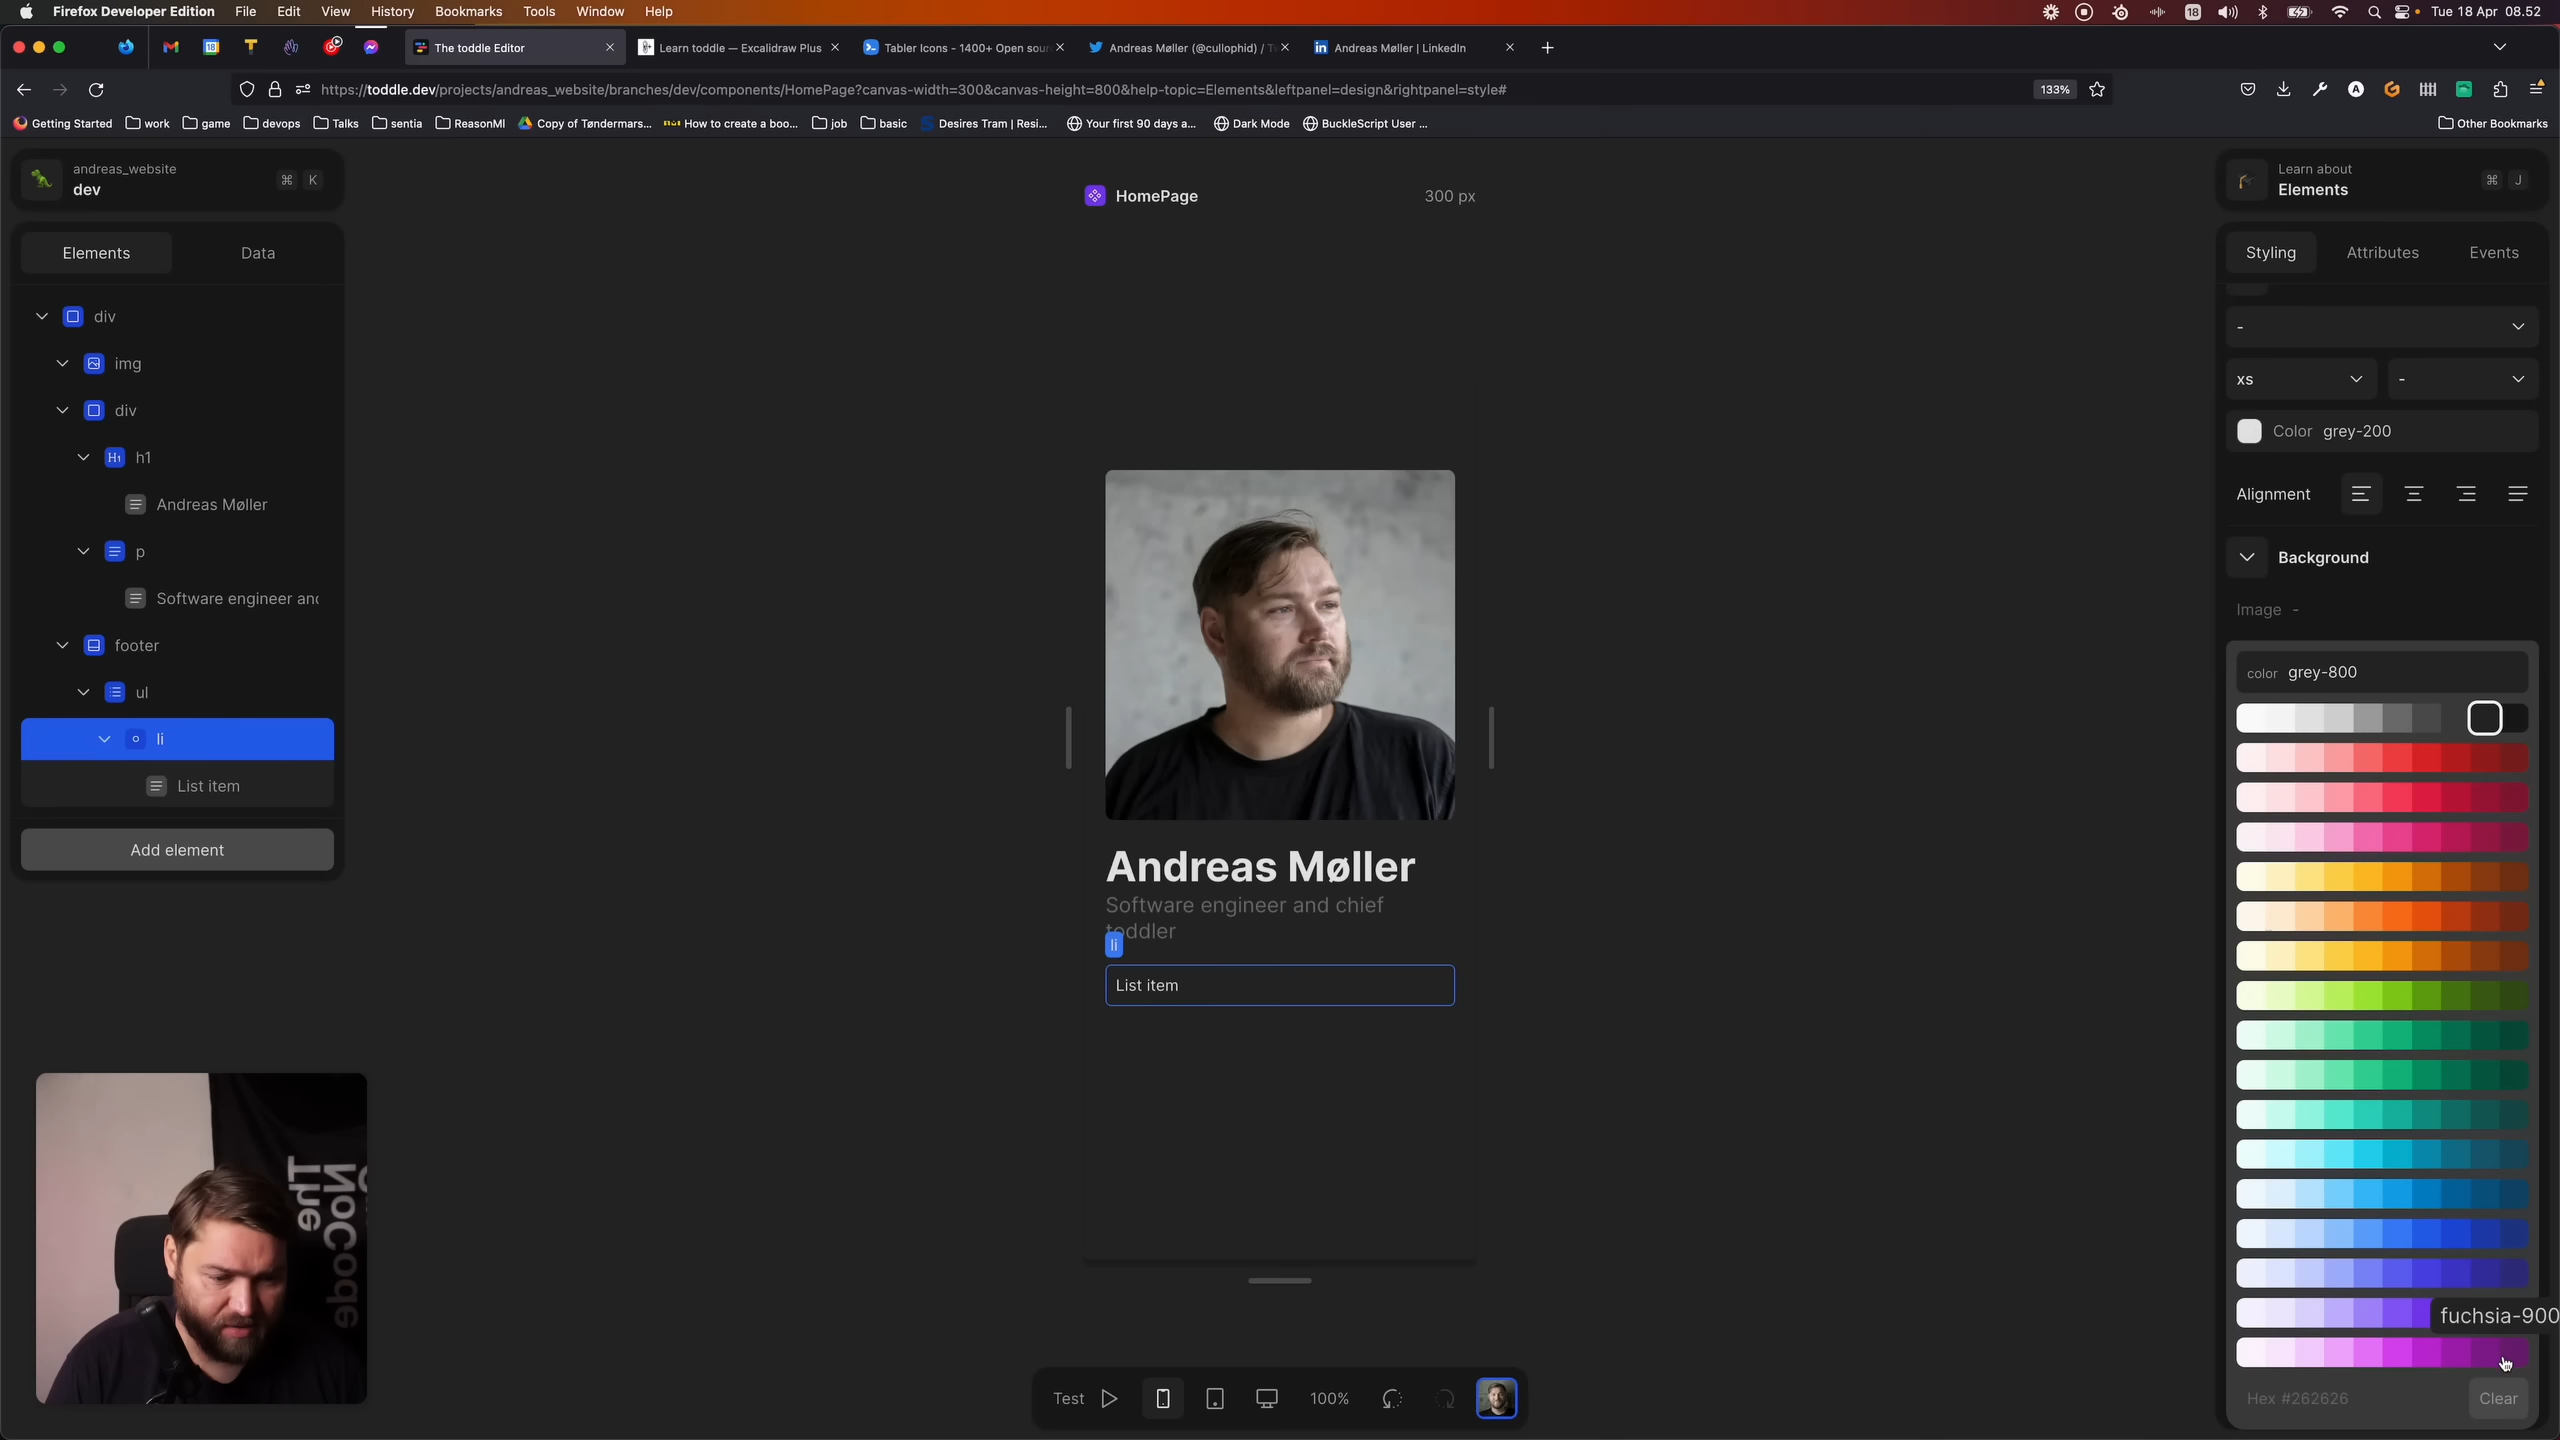 Firefox Developer Edition File Edit View History Bookmarks Tools Window Help
18 Tue 18 Apr 08.52
18 The toddle Editor Learn toddle — Excalidraw Plus Tabler Icons - 1400+ Open sour Andreas Møller (@cullophid) / T Andreas Møller | LinkedIn
https://toddle.dev/projects/andreas_website/branches/dev/components/HomePage?canvas-width=300&canvas-height=800&help-topic=Elements&leftpanel=design&rightpanel=style# 133%
Getting Started work game devops Talks sentia ReasonMl Copy of Tøndermars... How to create a boo... job basic Desires Tram | Resi... Your first 90 days a... Dark Mode BuckleScript User ... Other Bookmarks
andreas_website
dev
⌘ K
Elements Data
div
img
div
H1 h1
Andreas Møller
p
Software engineer and
footer
ul
li
List item
Add element
The
NoCode
HomePage 300 px
Andreas Møller
Software engineer and chief
toddler
li
List item
Test 100%
Learn about
Elements
⌘ J
Styling Attributes Events
-
xs -
Color grey-200
Alignment
Background
Image -
color grey-800
fuchsia-900
Hex #262626 Clear